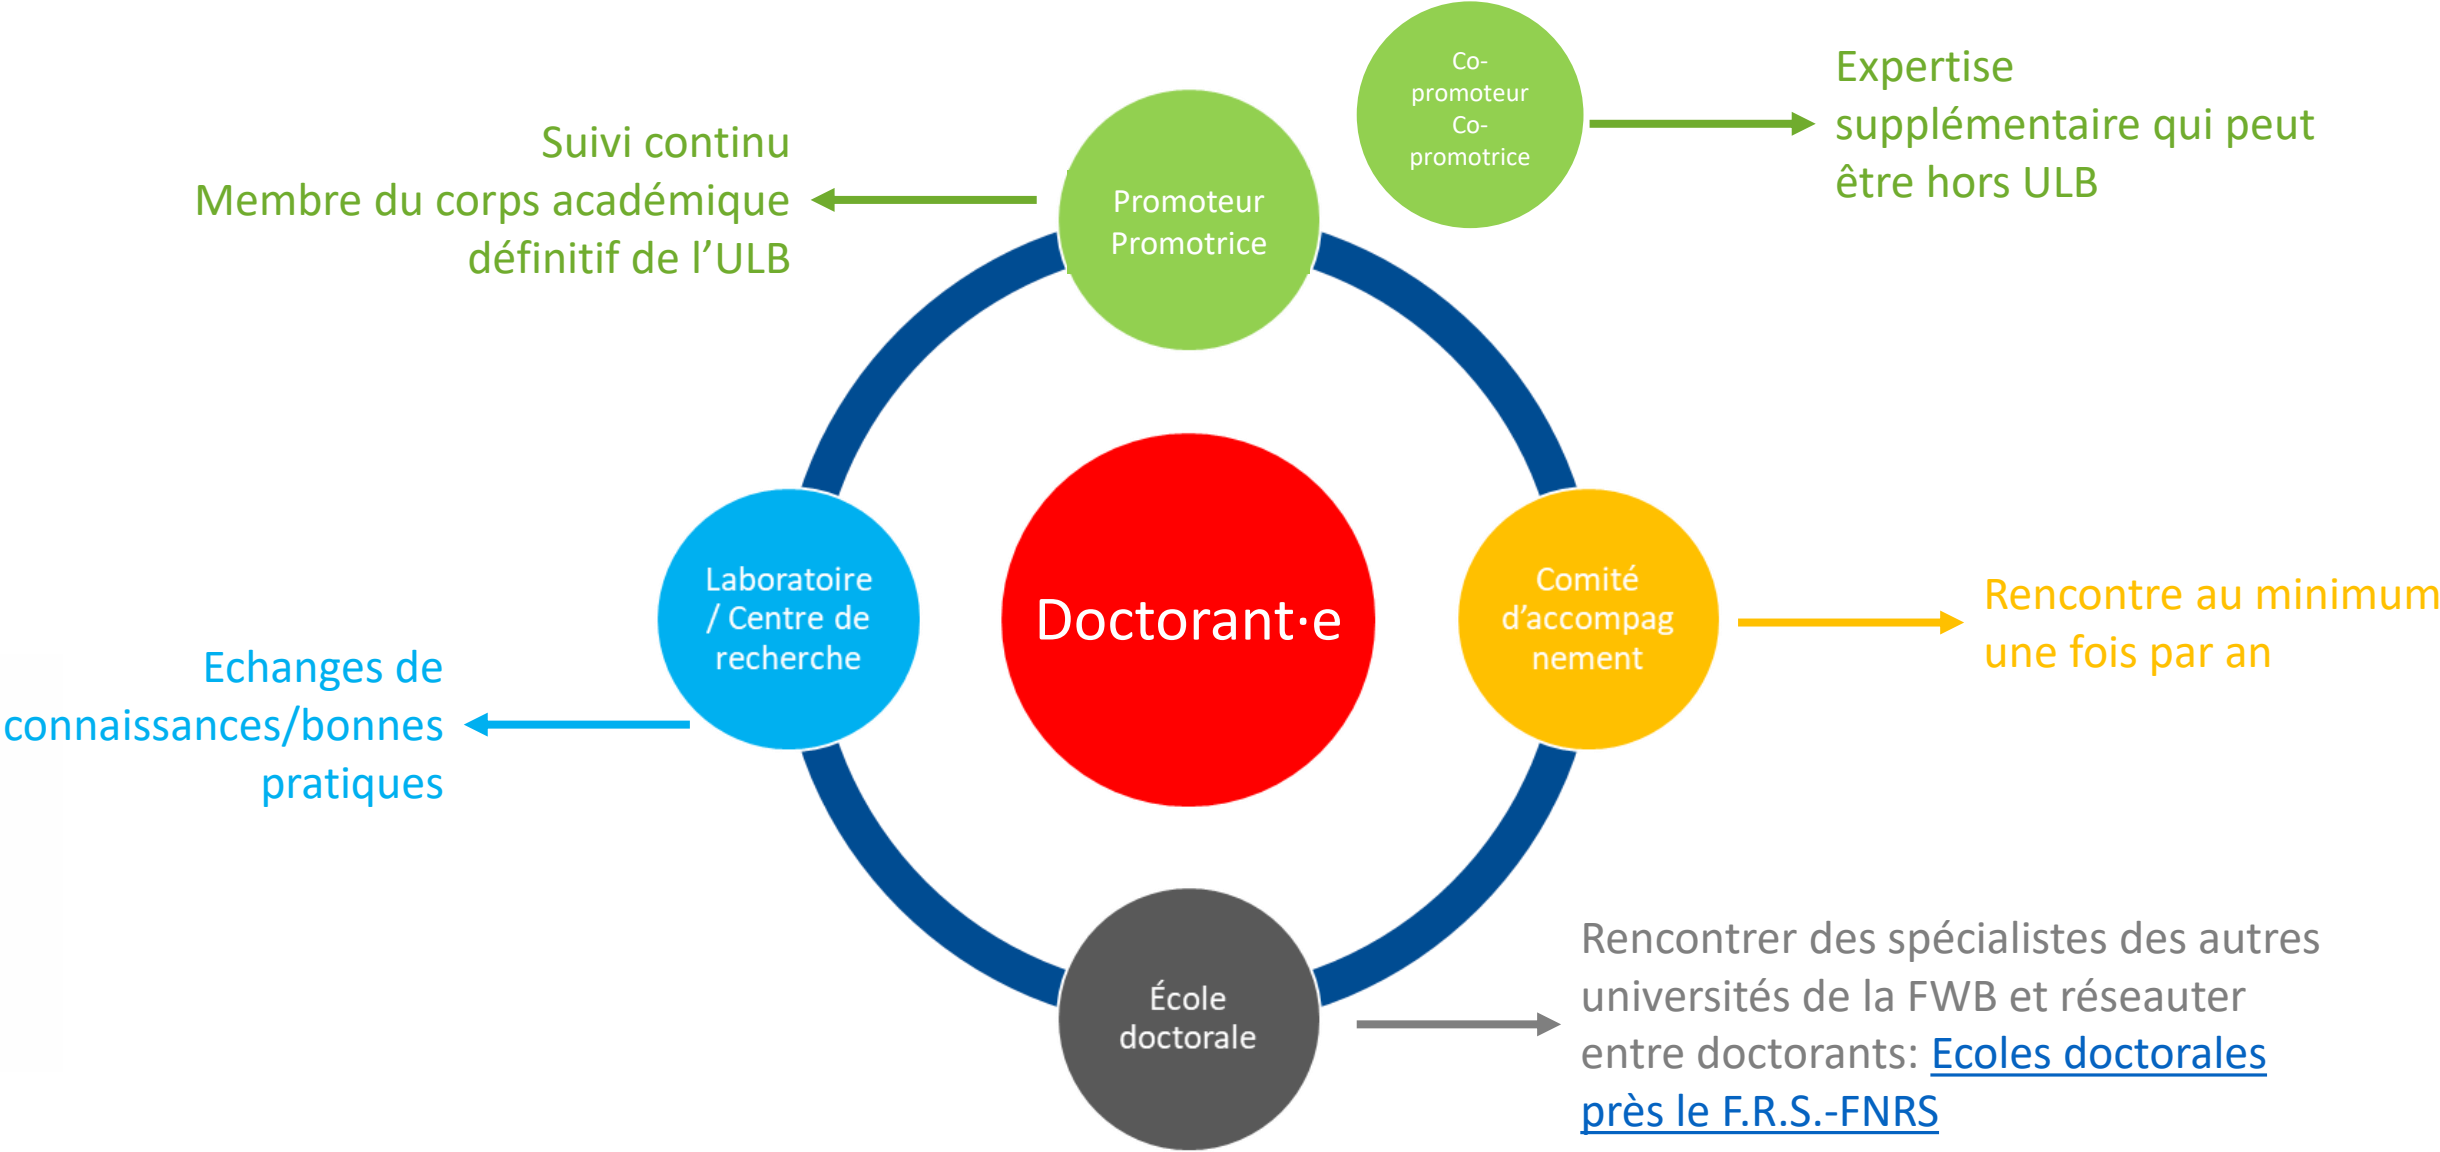 Co-
promoteur
Co-
promotrice
Expertise
supplémentaire qui peut
être hors ULB
Suivi continu
Membre du corps académique
définitif de l’ULB
Promoteur
Promotrice
Laboratoire
/ Centre de
recherche
Doctorant·e
Comité
d’accompag
nement
Rencontre au minimum
une fois par an
Echanges de
connaissances/bonnes
pratiques
École
doctorale
Rencontrer des spécialistes des autres
universités de la FWB et réseauter
entre doctorants: Ecoles doctorales
près le F.R.S.-FNRS